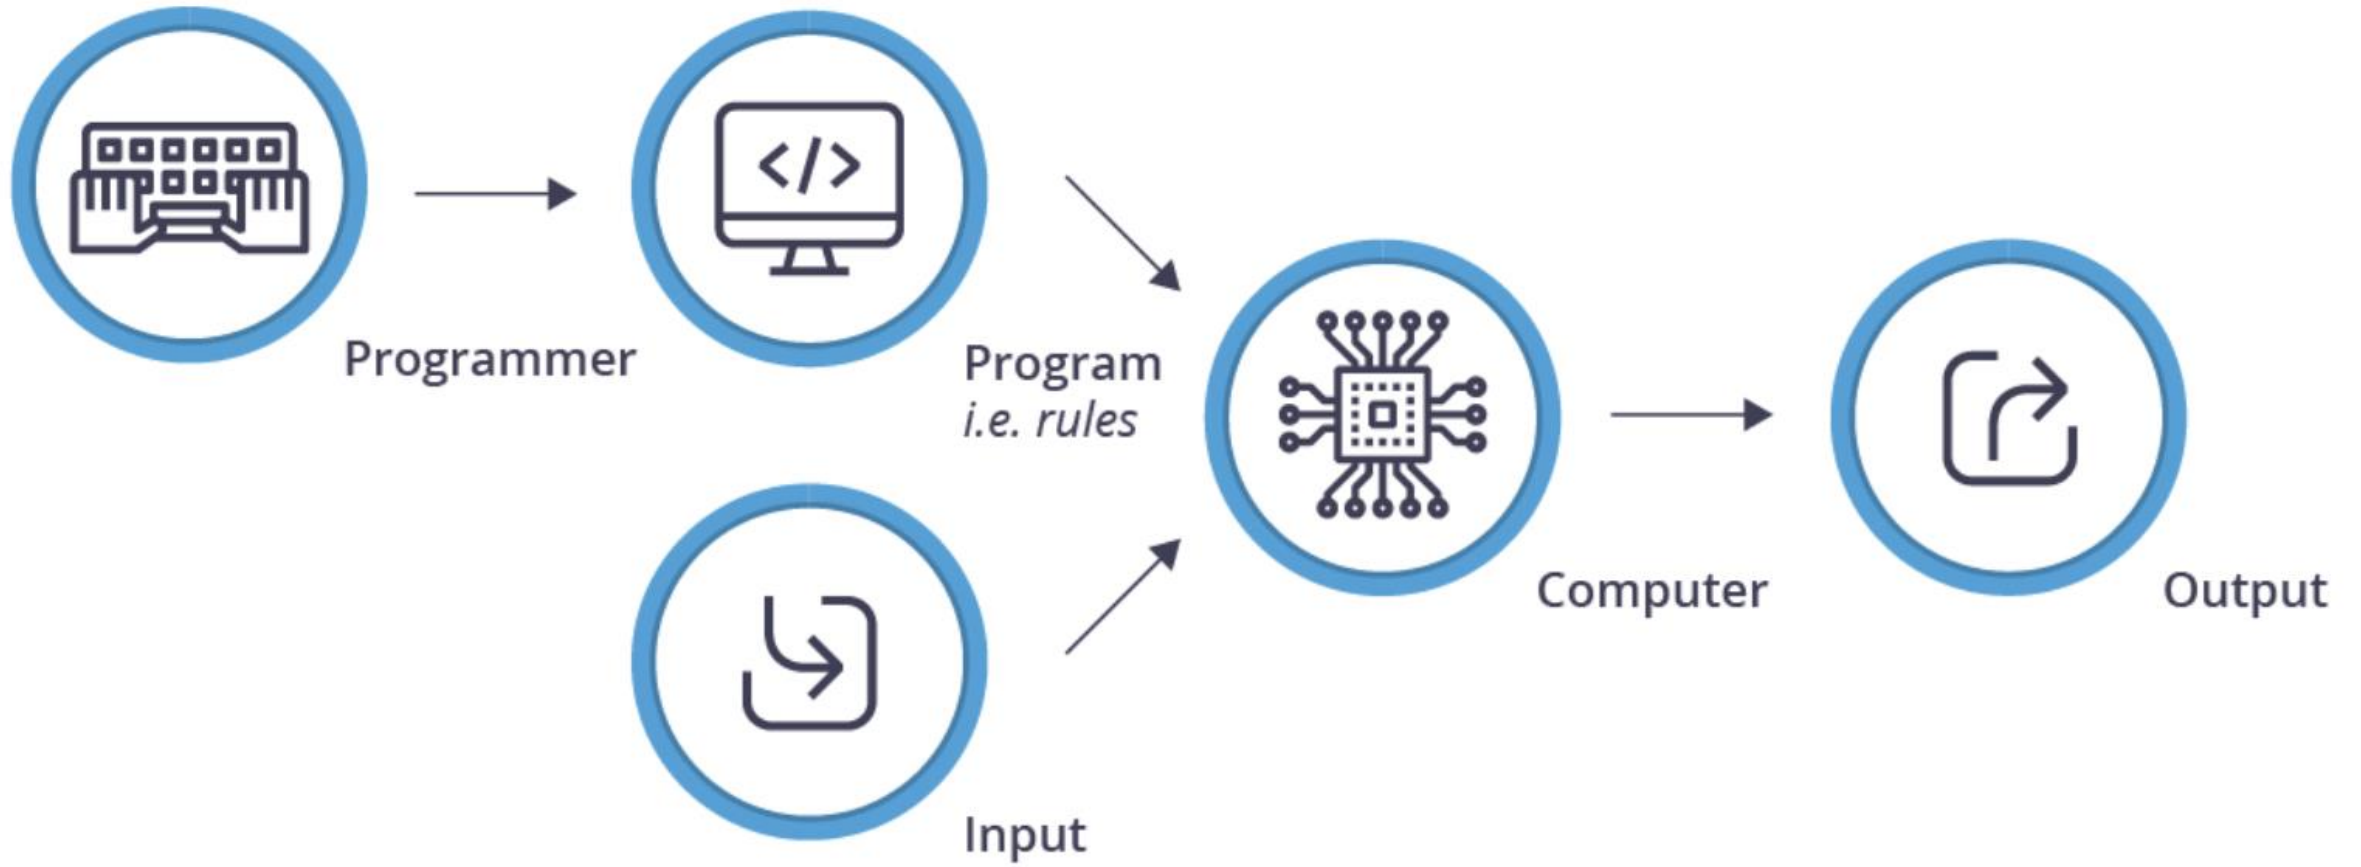 Programmer
Program
i.e. rules
Input
Computer
Output